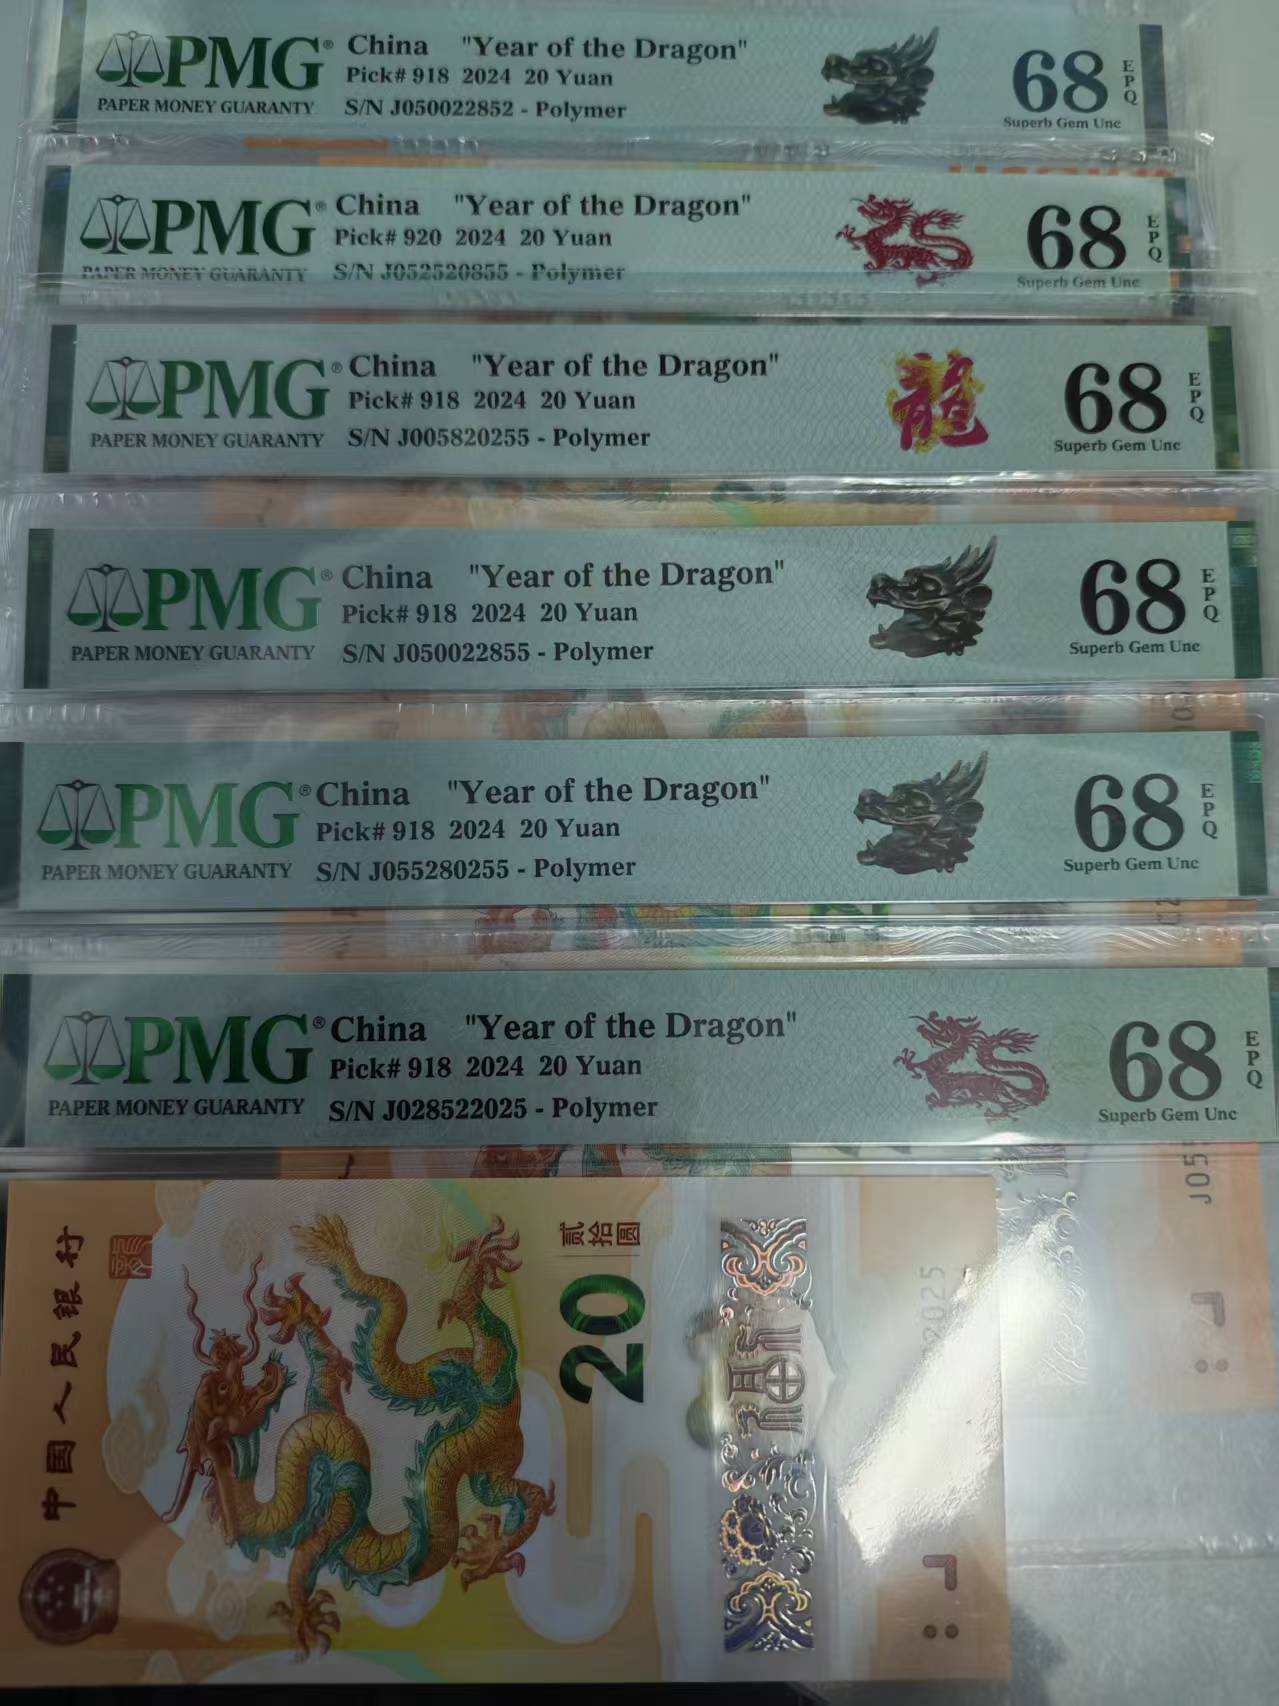 PMG® China "Year of the Dragon"
Pick# 918 2024 20 Yuan
PAPER MONEY GUARANTY S/N J050022852 - Polymer
68 EPQ
Superb Gem Unc
PMG® China "Year of the Dragon"
Pick# 920 2024 20 Yuan
PAPER MONEY GUARANTY S/N J052520855 - Polymer
68 EPQ
Superb Gem Unc
PMG® China "Year of the Dragon"
Pick# 918 2024 20 Yuan
PAPER MONEY GUARANTY S/N J005820255 - Polymer
龍
68 EPQ
Superb Gem Unc
PMG® China "Year of the Dragon"
Pick# 918 2024 20 Yuan
PAPER MONEY GUARANTY S/N J050022855 - Polymer
68 EPQ
Superb Gem Unc
PMG® China "Year of the Dragon"
Pick# 918 2024 20 Yuan
PAPER MONEY GUARANTY S/N J055280255 - Polymer
68 EPQ
Superb Gem Unc
PMG® China "Year of the Dragon"
Pick# 918 2024 20 Yuan
PAPER MONEY GUARANTY S/N J028522025 - Polymer
68 EPQ
Superb Gem Unc
中国人民银行
贰拾圆
20
福
2025
J05